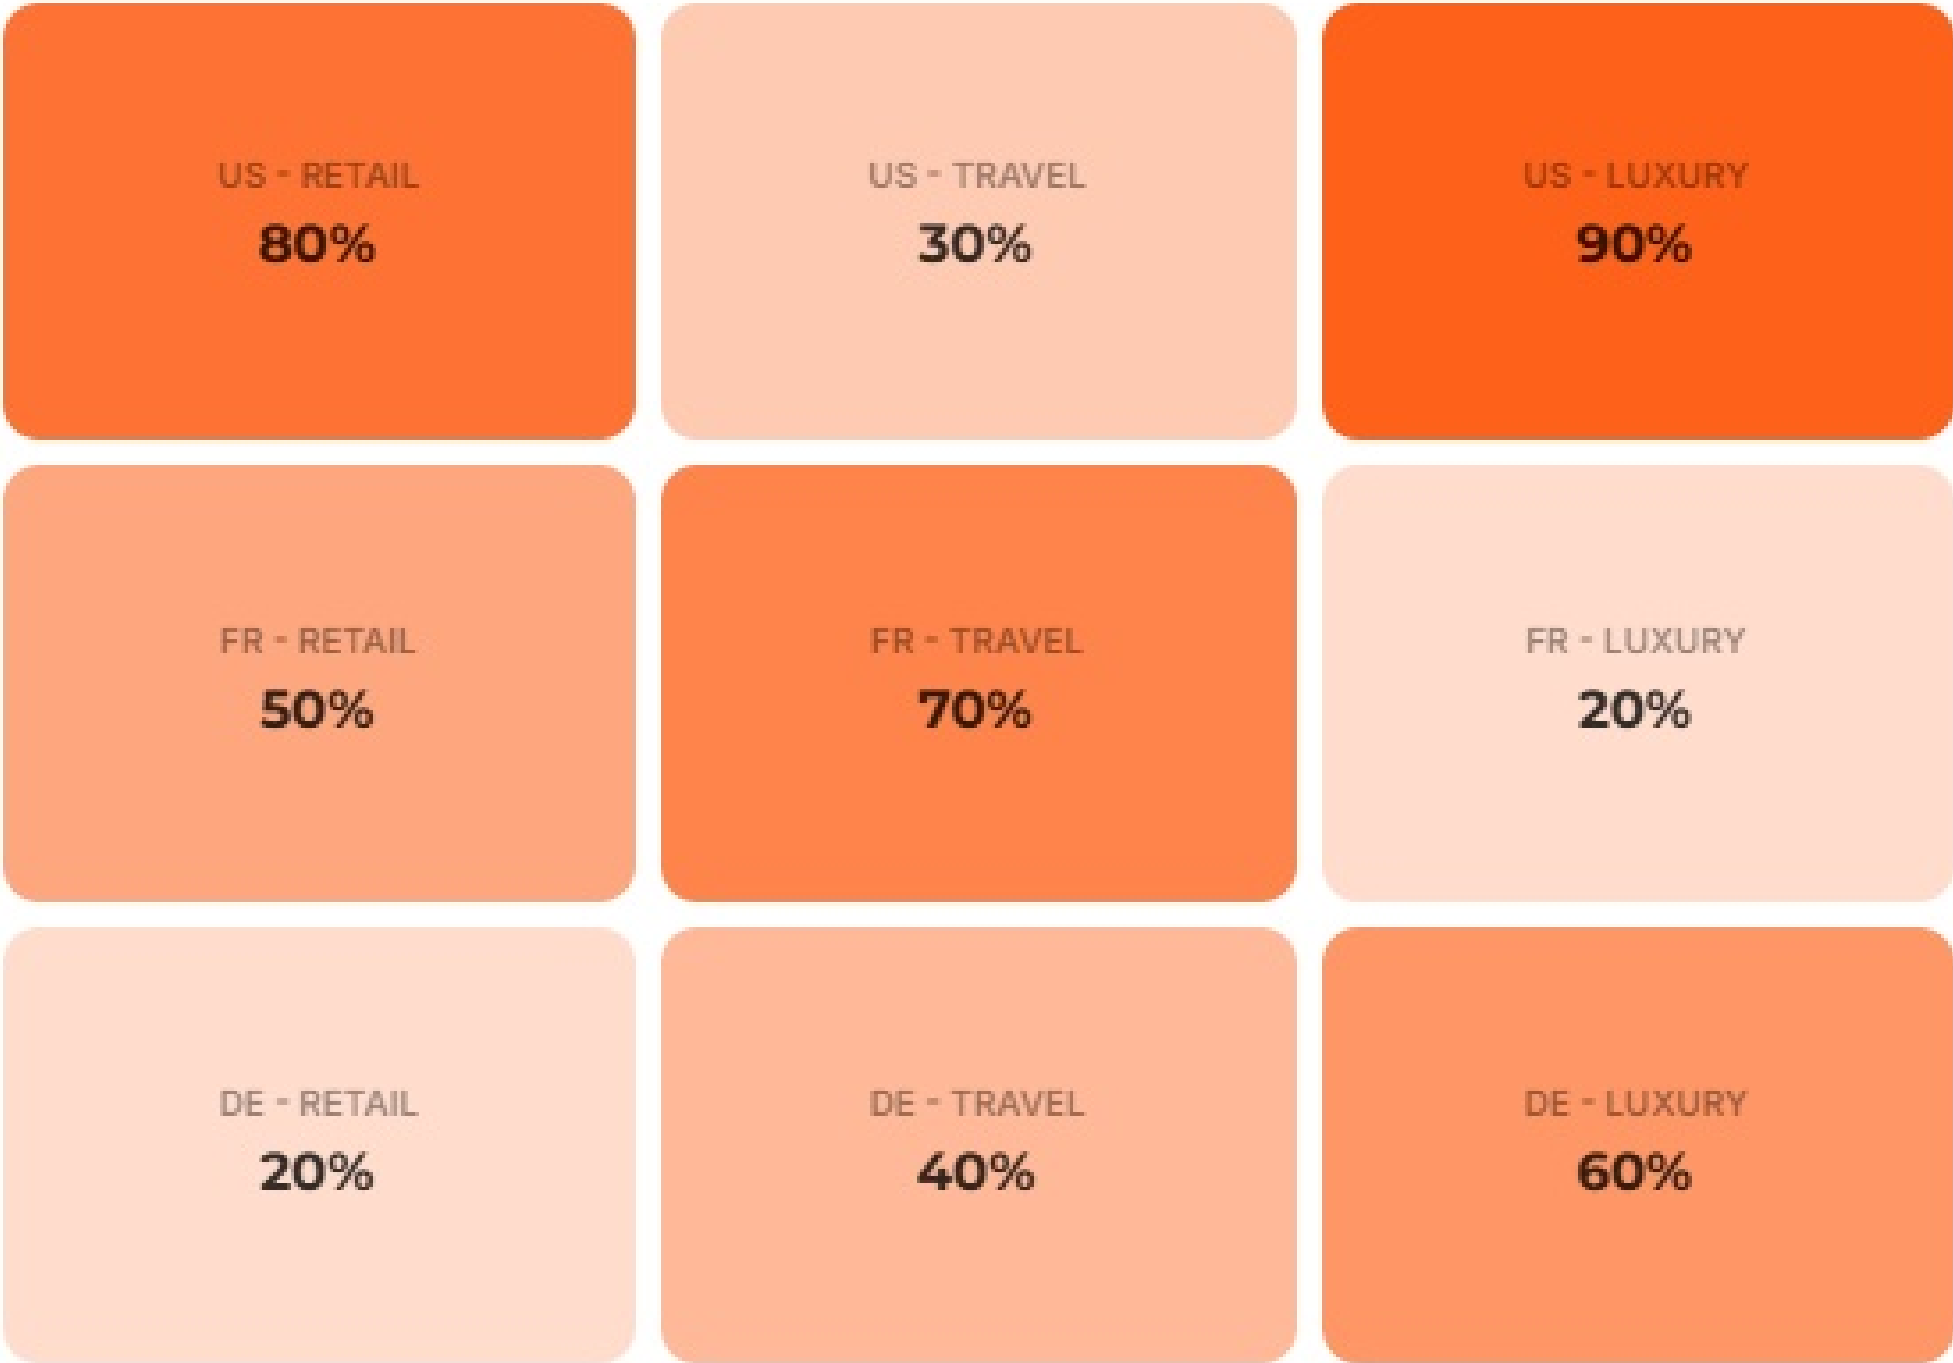 US - RETAIL
80%
US - TRAVEL
30%
US - LUXURY
90%
FR - RETAIL
50%
FR - TRAVEL
70%
FR - LUXURY
20%
DE - RETAIL
20%
DE - TRAVEL
40%
DE - LUXURY
60%